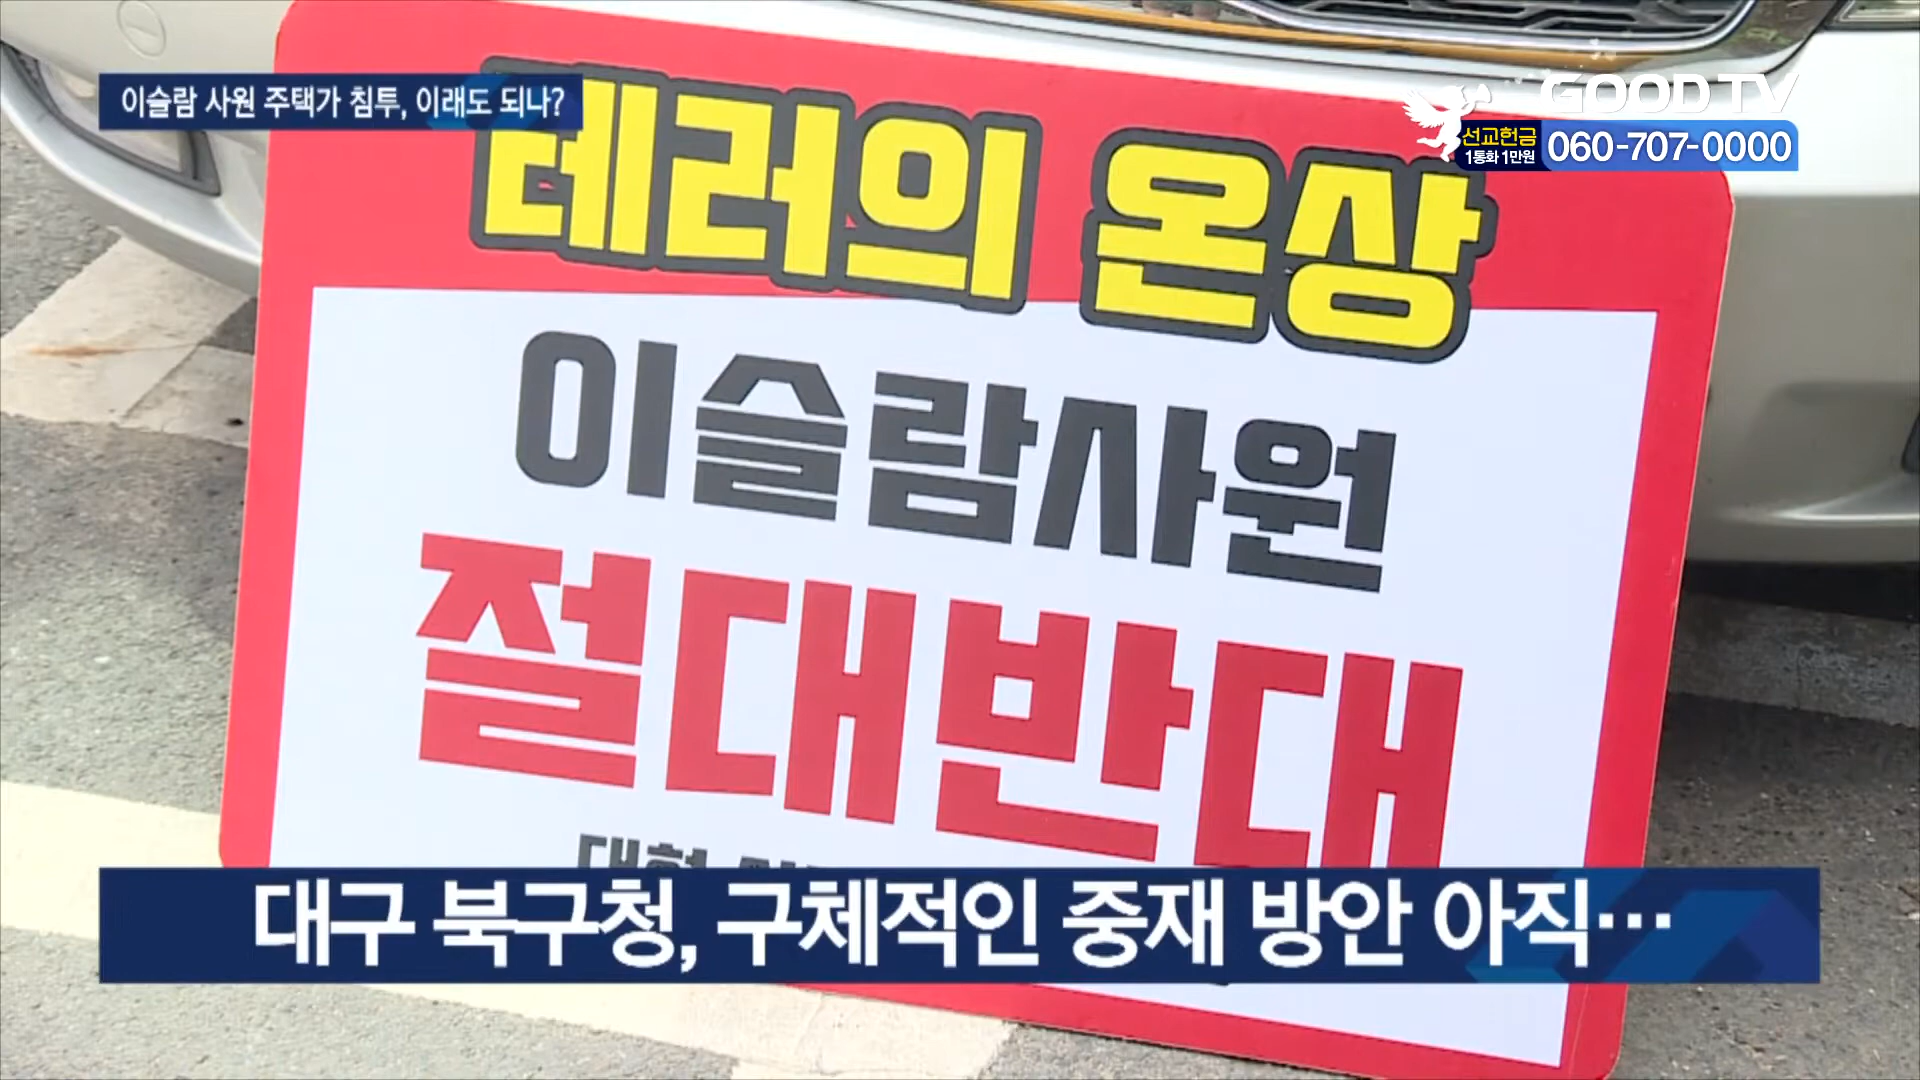 이슬람 사원 주택가 침투, 이래도 되나?
GOODTV
선교헌금
1통화 1만원
060-707-0000
테러의 온상
이슬람사원
절대반대
대구 북구청, 구체적인 중재 방안 아직…